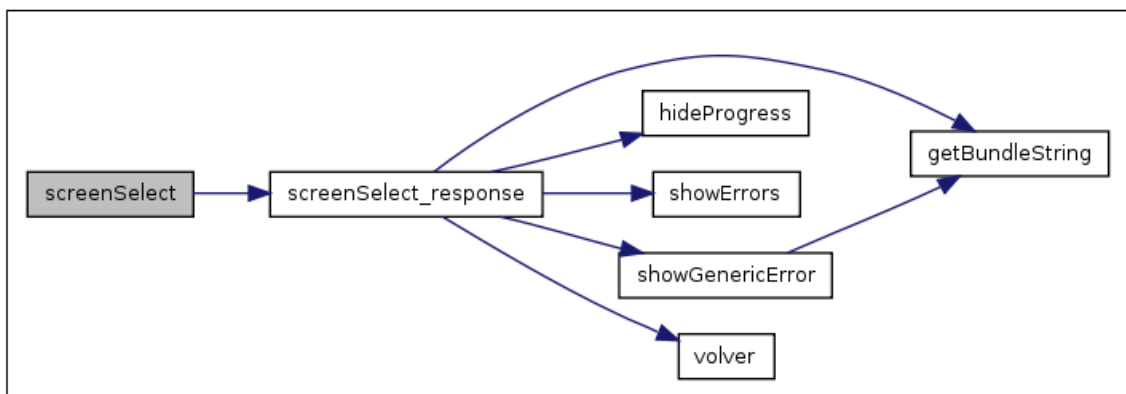 screenSelect
screenSelect_response
hideProgress
showErrors
showGenericError
volver
getBundleString